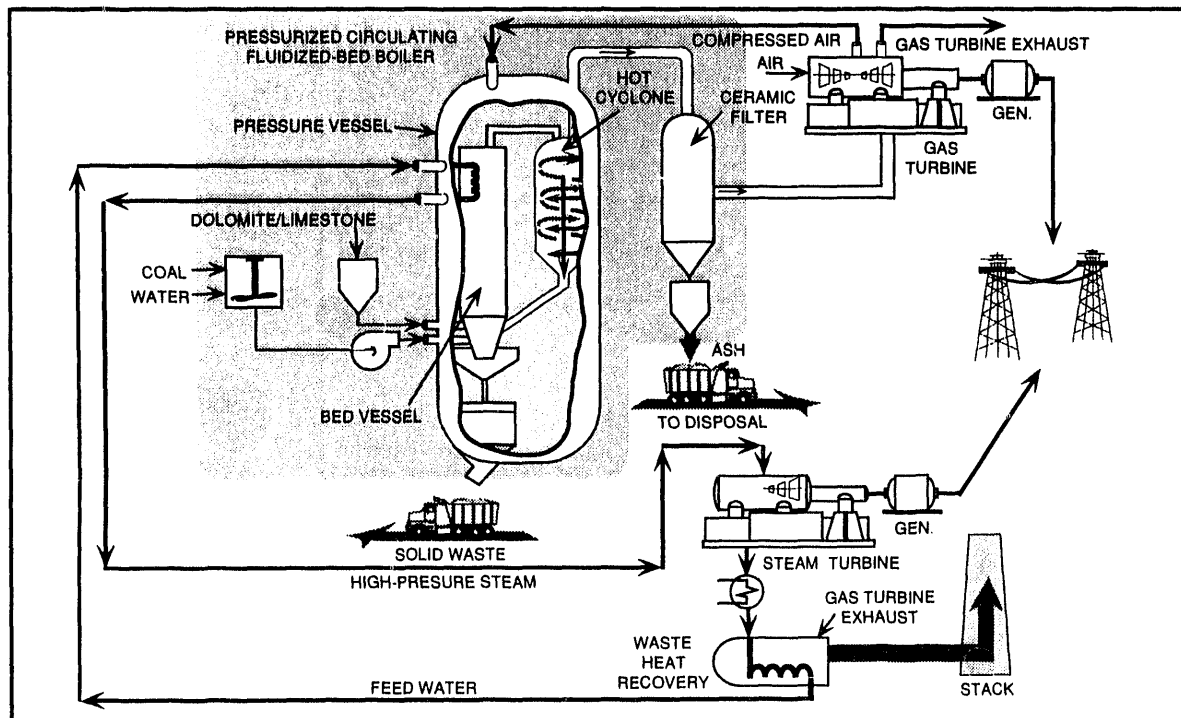 PRESSURIZED CIRCULATING
FLUIDIZED-BED BOILER
COMPRESSED AIR
GAS TURBINE EXHAUST
AIR
HOT
CYCLONE
CERAMIC
FILTER
GEN.
PRESSURE VESSEL
GAS
TURBINE
DOLOMITE/LIMESTONE
COAL
WATER
BED VESSEL
ASH
TO DISPOSAL
SOLID WASTE
HIGH-PRESURE STEAM
GEN.
STEAM TURBINE
GAS TURBINE
EXHAUST
WASTE
HEAT
RECOVERY
FEED WATER
STACK